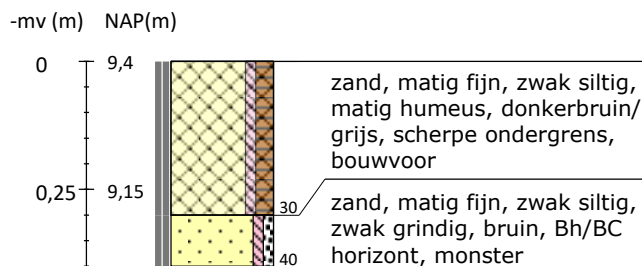 -mv (m) NAP(m)
0 9,4
zand, matig fijn, zwak siltig,
matig humeus, donkerbruin/
grijs, scherpe ondergrens,
bouwvoor
0,25 9,15
30
zand, matig fijn, zwak siltig,
zwak grindig, bruin, Bh/BC
horizont, monster
40